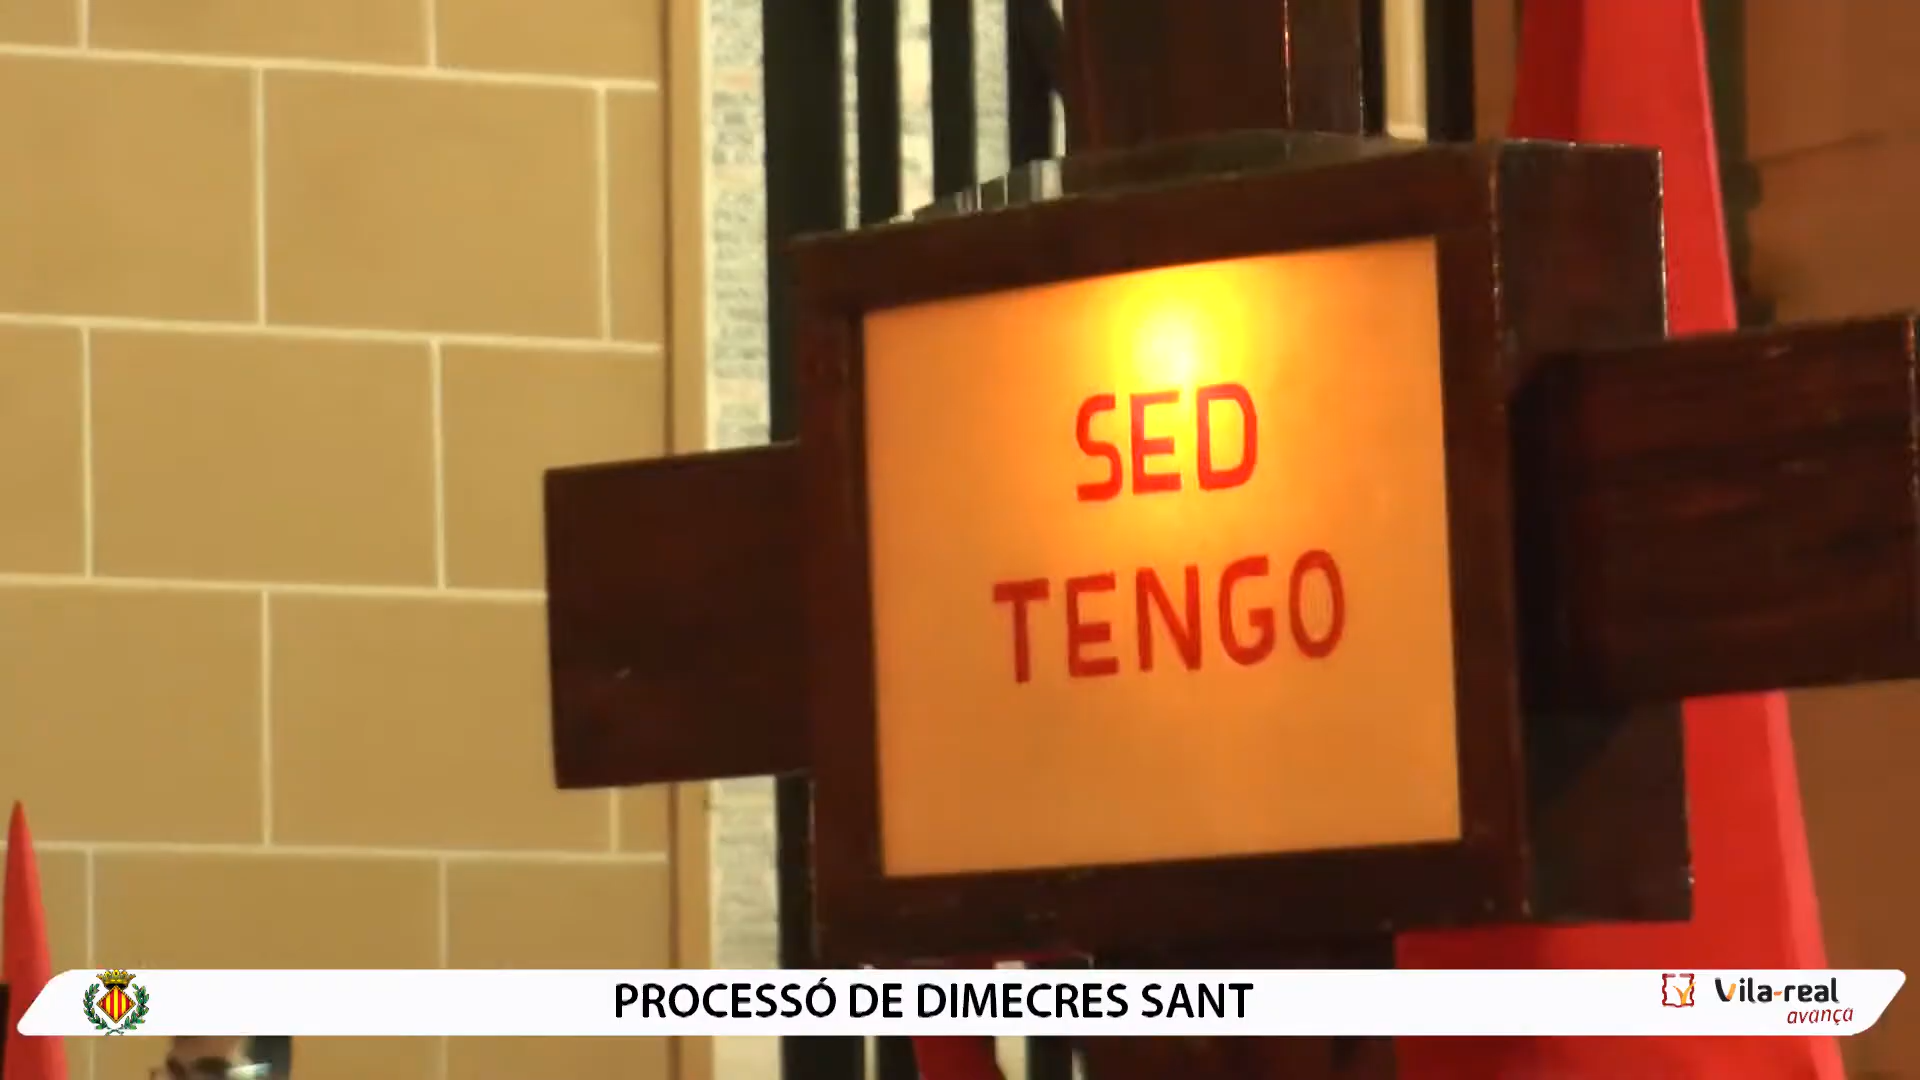 SED
TENGO
PROCESSÓ DE DIMECRES SANT
Vila-real
avança